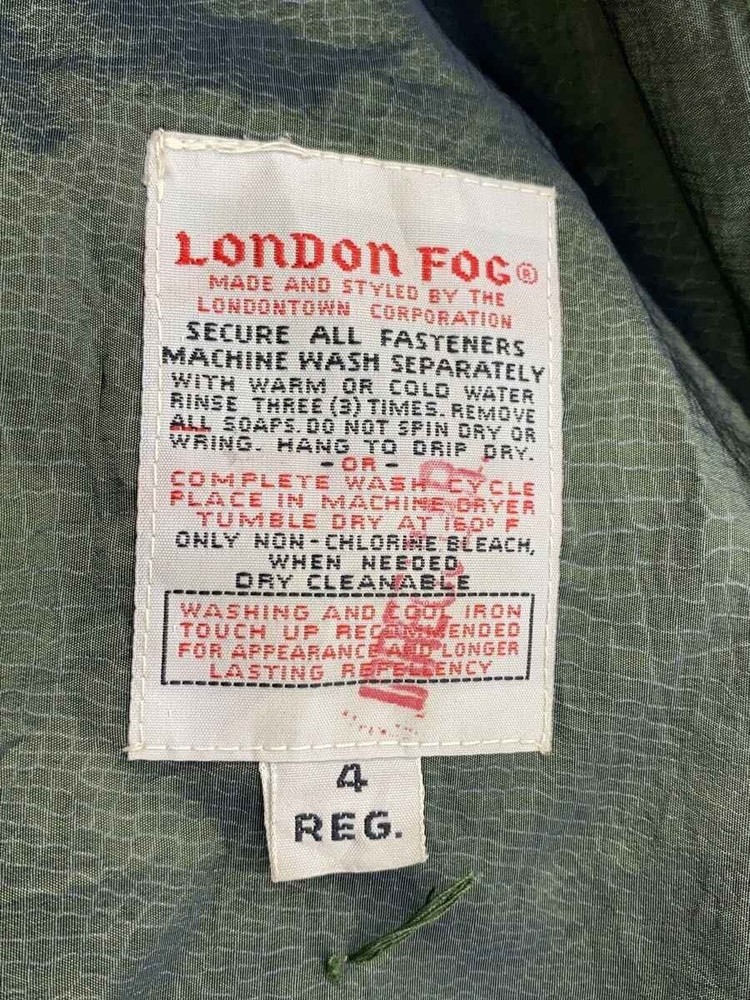 LONDON FOG®
MADE AND STYLED BY THE
LONDONTOWN CORPORATION
SECURE ALL FASTENERS
MACHINE WASH SEPARATELY
WITH WARM OR COLD WATER
RINSE THREE (3) TIMES. REMOVE
ALL SOAPS. DO NOT SPIN DRY OR
WRING. HANG TO DRIP DRY.
- OR -
COMPLETE WASH CYCLE
PLACE IN MACHINE DRYER
TUMBLE DRY AT 160° F
ONLY NON-CHLORINE BLEACH,
WHEN NEEDED
DRY CLEANABLE
WASHING AND COOL IRON
TOUCH UP RECOMMENDED
FOR APPEARANCE AND LONGER
LASTING REPELLENCY
4
REG.